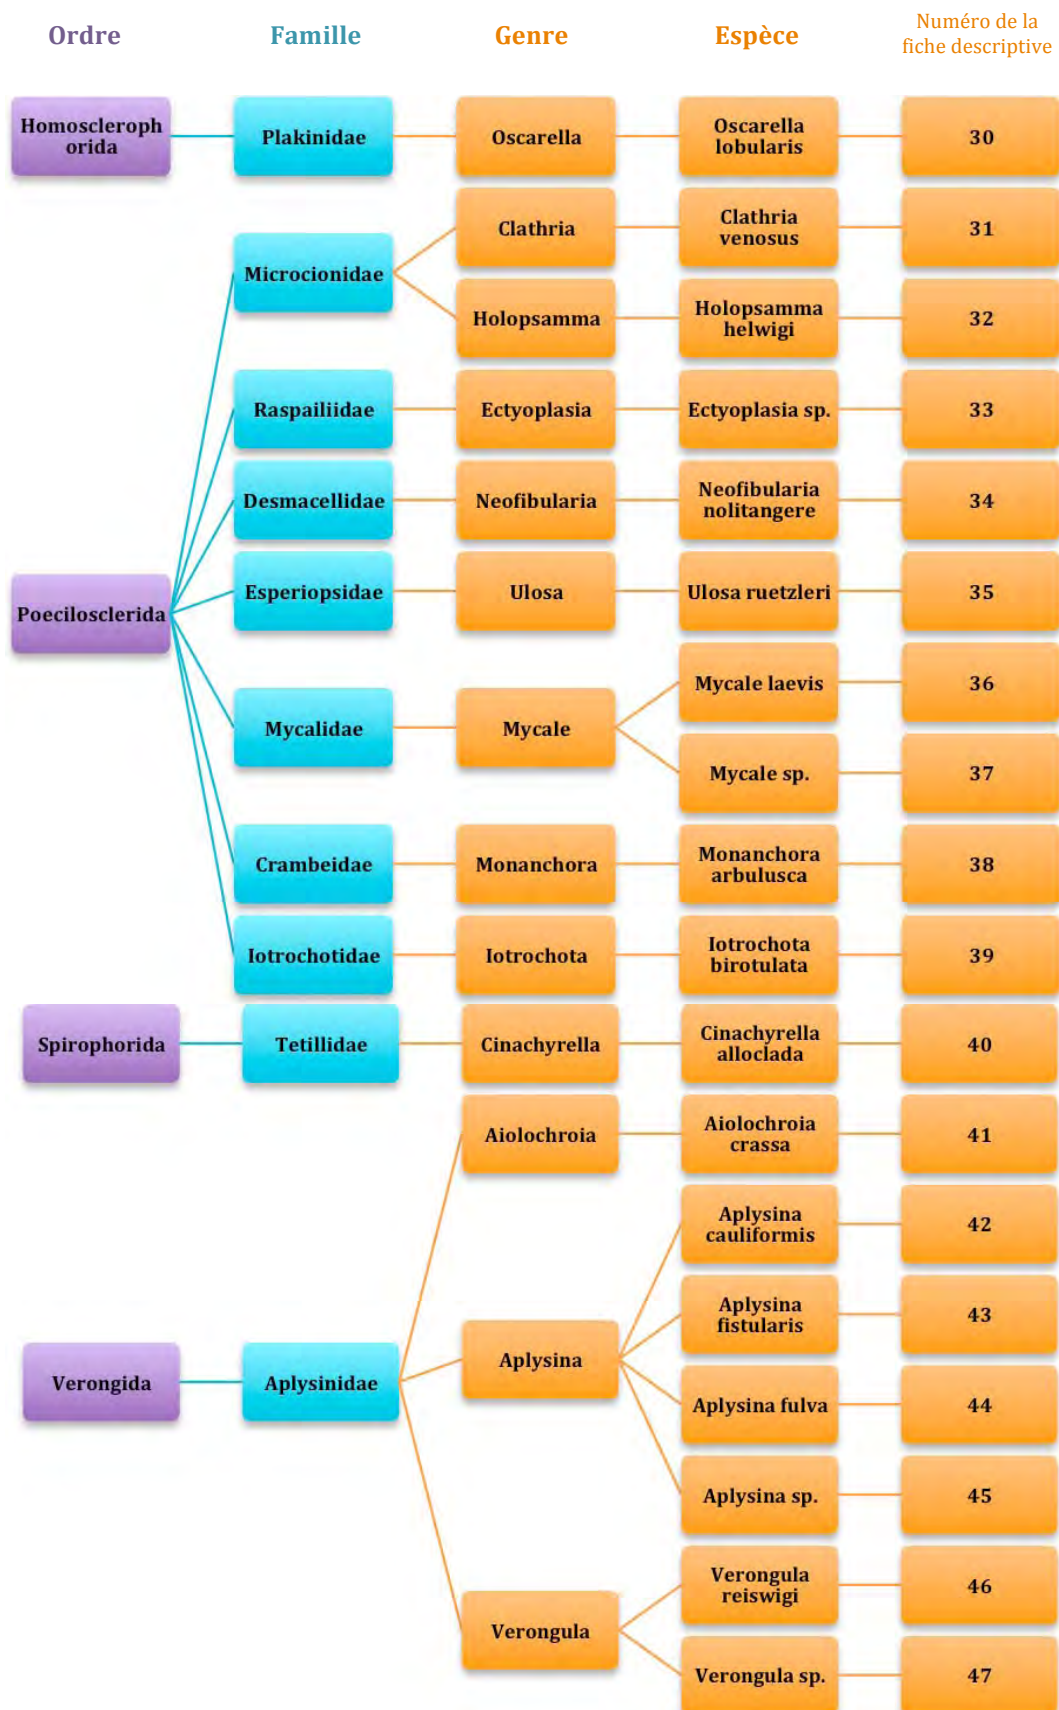 Ordre
Famille
Genre
Espèce
Numéro de la
fiche descriptive
Homoscleroph
orida
Plakinidae
Oscarella
Oscarella
lobularis
30
Poecilosclerida
Microcionidae
Clathria
Clathria
venosus
31
Holopsamma
Holopsamma
helwigi
32
Raspailiidae
Ectyoplasia
Ectyoplasia sp.
33
Desmacellidae
Neofibularia
Neofibularia
nolitangere
34
Esperiopsidae
Ulosa
Ulosa ruetzleri
35
Mycalidae
Mycale
Mycale laevis
36
Mycale sp.
37
Crambeidae
Monanchora
Monanchora
arbulusca
38
Iotrochotidae
Iotrochota
Iotrochota
birotulata
39
Spirophorida
Tetillidae
Cinachyrella
Cinachyrella
alloclada
40
Verongida
Aplysinidae
Aiolochroia
Aiolochroia
crassa
41
Aplysina
Aplysina
cauliformis
42
Aplysina
fistularis
43
Aplysina fulva
44
Aplysina sp.
45
Verongula
Verongula
reiswigi
46
Verongula sp.
47